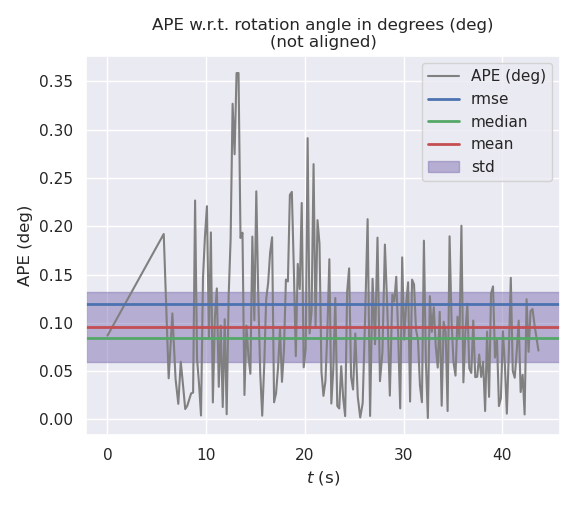 APE w.r.t. rotation angle in degrees (deg)
(not aligned)
APE (deg)
0.35
0.30
0.25
0.20
0.15
0.10
0.05
0.00
APE (deg)
rmse
median
mean
std
0 10 20 30 40
t (s)